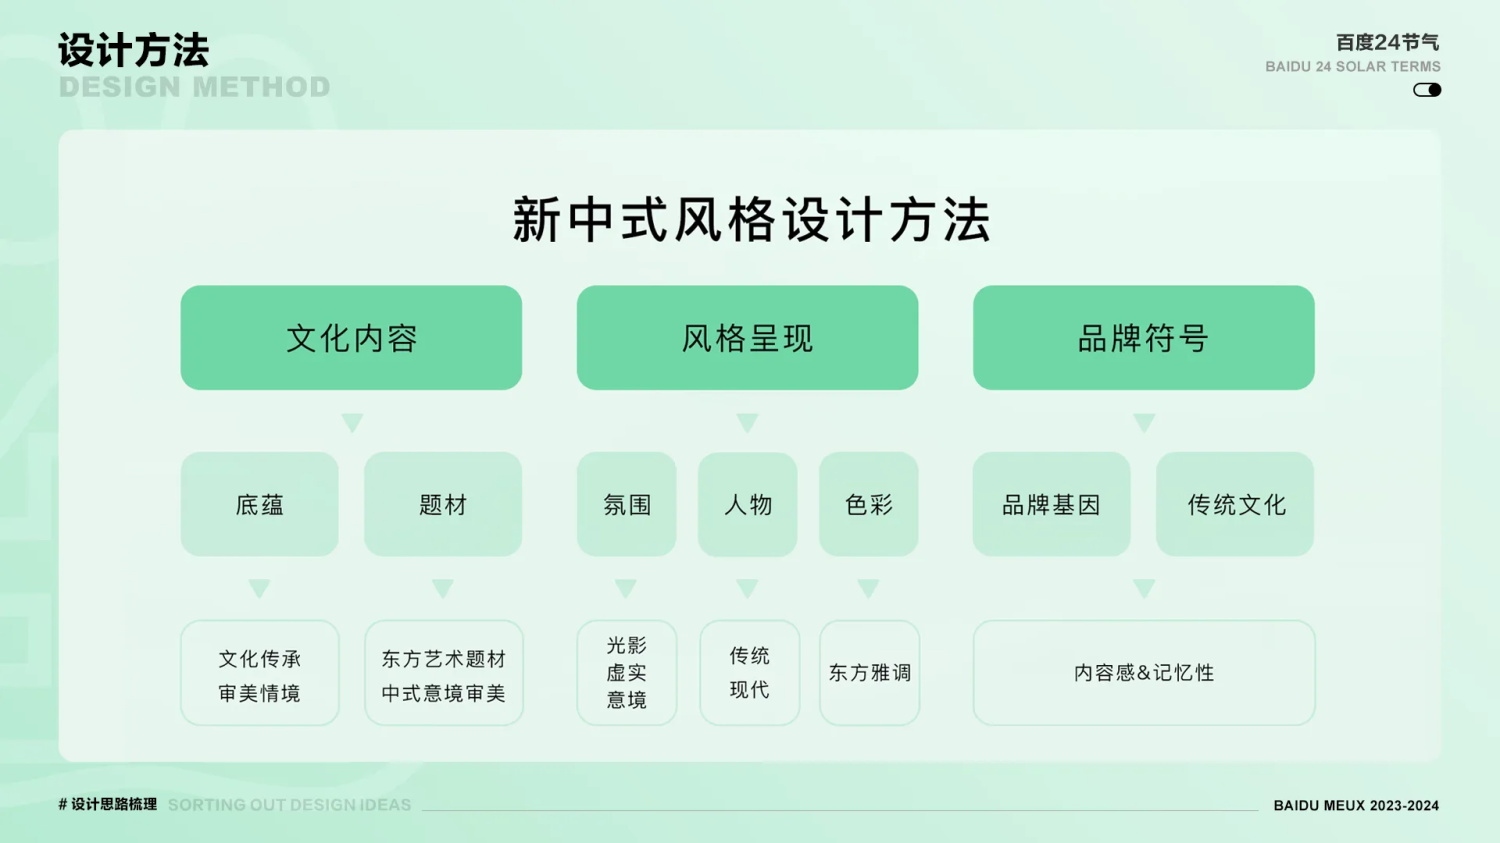 设计方法
DESIGN METHOD
百度24节气
BAIDU 24 SOLAR TERMS
新中式风格设计方法
文化内容
风格呈现
品牌符号
底蕴
题材
氛围
人物
色彩
品牌基因
传统文化
文化传承
审美情境
东方艺术题材
中式意境审美
光影
虚实
意境
传统
现代
东方雅调
内容感&记忆性
# 设计思路梳理 SORTING OUT DESIGN IDEAS
BAIDU MEUX 2023-2024